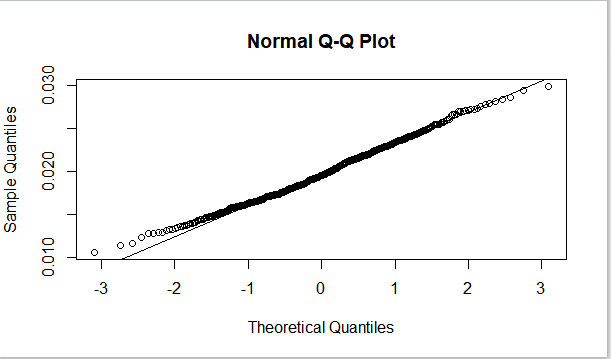 Normal Q-Q Plot
0.030
0.020
0.010
Sample Quantiles
-3 -2 -1 0 1 2 3
Theoretical Quantiles